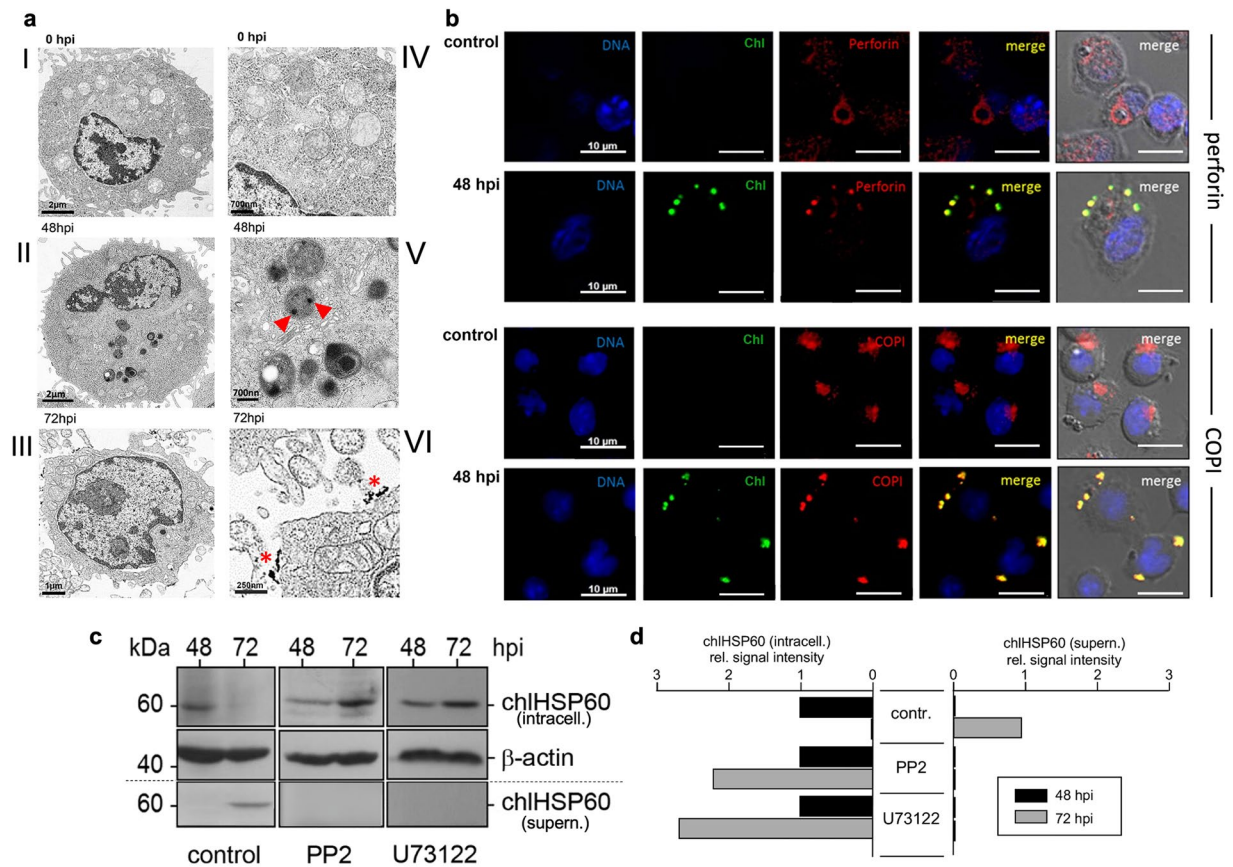 a
0 hpi
0 hpi
I
IV
2µm
700nm
48hpi
48hpi
II
V
2µm
700nm
72hpi
72hpi
III
VI
*
*
1µm
250nm
b
control
DNA
Chl
Perforin
merge
merge
10 µm
48 hpi
DNA
Chl
Perforin
merge
merge
10 µm
perforin
control
DNA
Chl
COPI
merge
merge
10 µm
48 hpi
DNA
Chl
COPI
merge
merge
10 µm
COPI
c
kDa 48 72 48 72 48 72 hpi
60
chlHSP60
(intracell.)
β-actin
40
60
chlHSP60
(supern.)
control PP2 U73122
d
chlHSP60 (intracell.)
rel. signal intensity
chlHSP60 (supern.)
rel. signal intensity
3 2 1 0 0 1 2 3
contr.
PP2
U73122
48 hpi
72 hpi